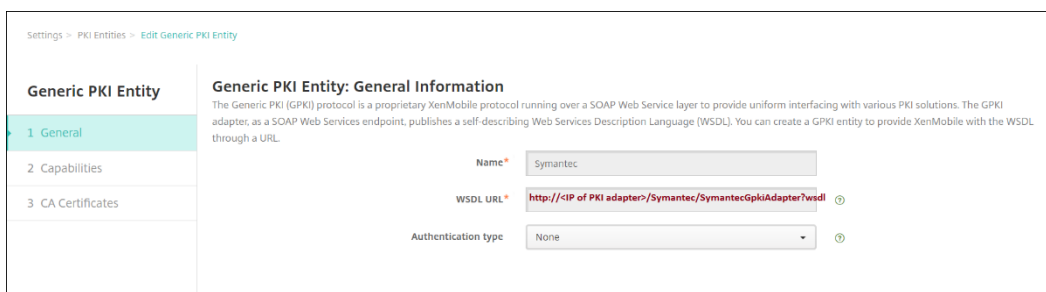 Settings > PKI Entities > Edit Generic PKI Entity
Generic PKI Entity
1 General
2 Capabilities
3 CA Certificates
Generic PKI Entity: General Information
The Generic PKI (GPKI) protocol is a proprietary XenMobile protocol running over a SOAP Web Service layer to provide uniform interfacing with various PKI solutions. The GPKI
adapter, as a SOAP Web Services endpoint, publishes a self-describing Web Services Description Language (WSDL). You can create a GPKI entity to provide XenMobile with the WSDL
through a URL.
Name* Symantec
WSDL URL* http://<IP of PKI adapter>/Symantec/SymantecGpkiAdapter?wsdl ?
Authentication type None ?